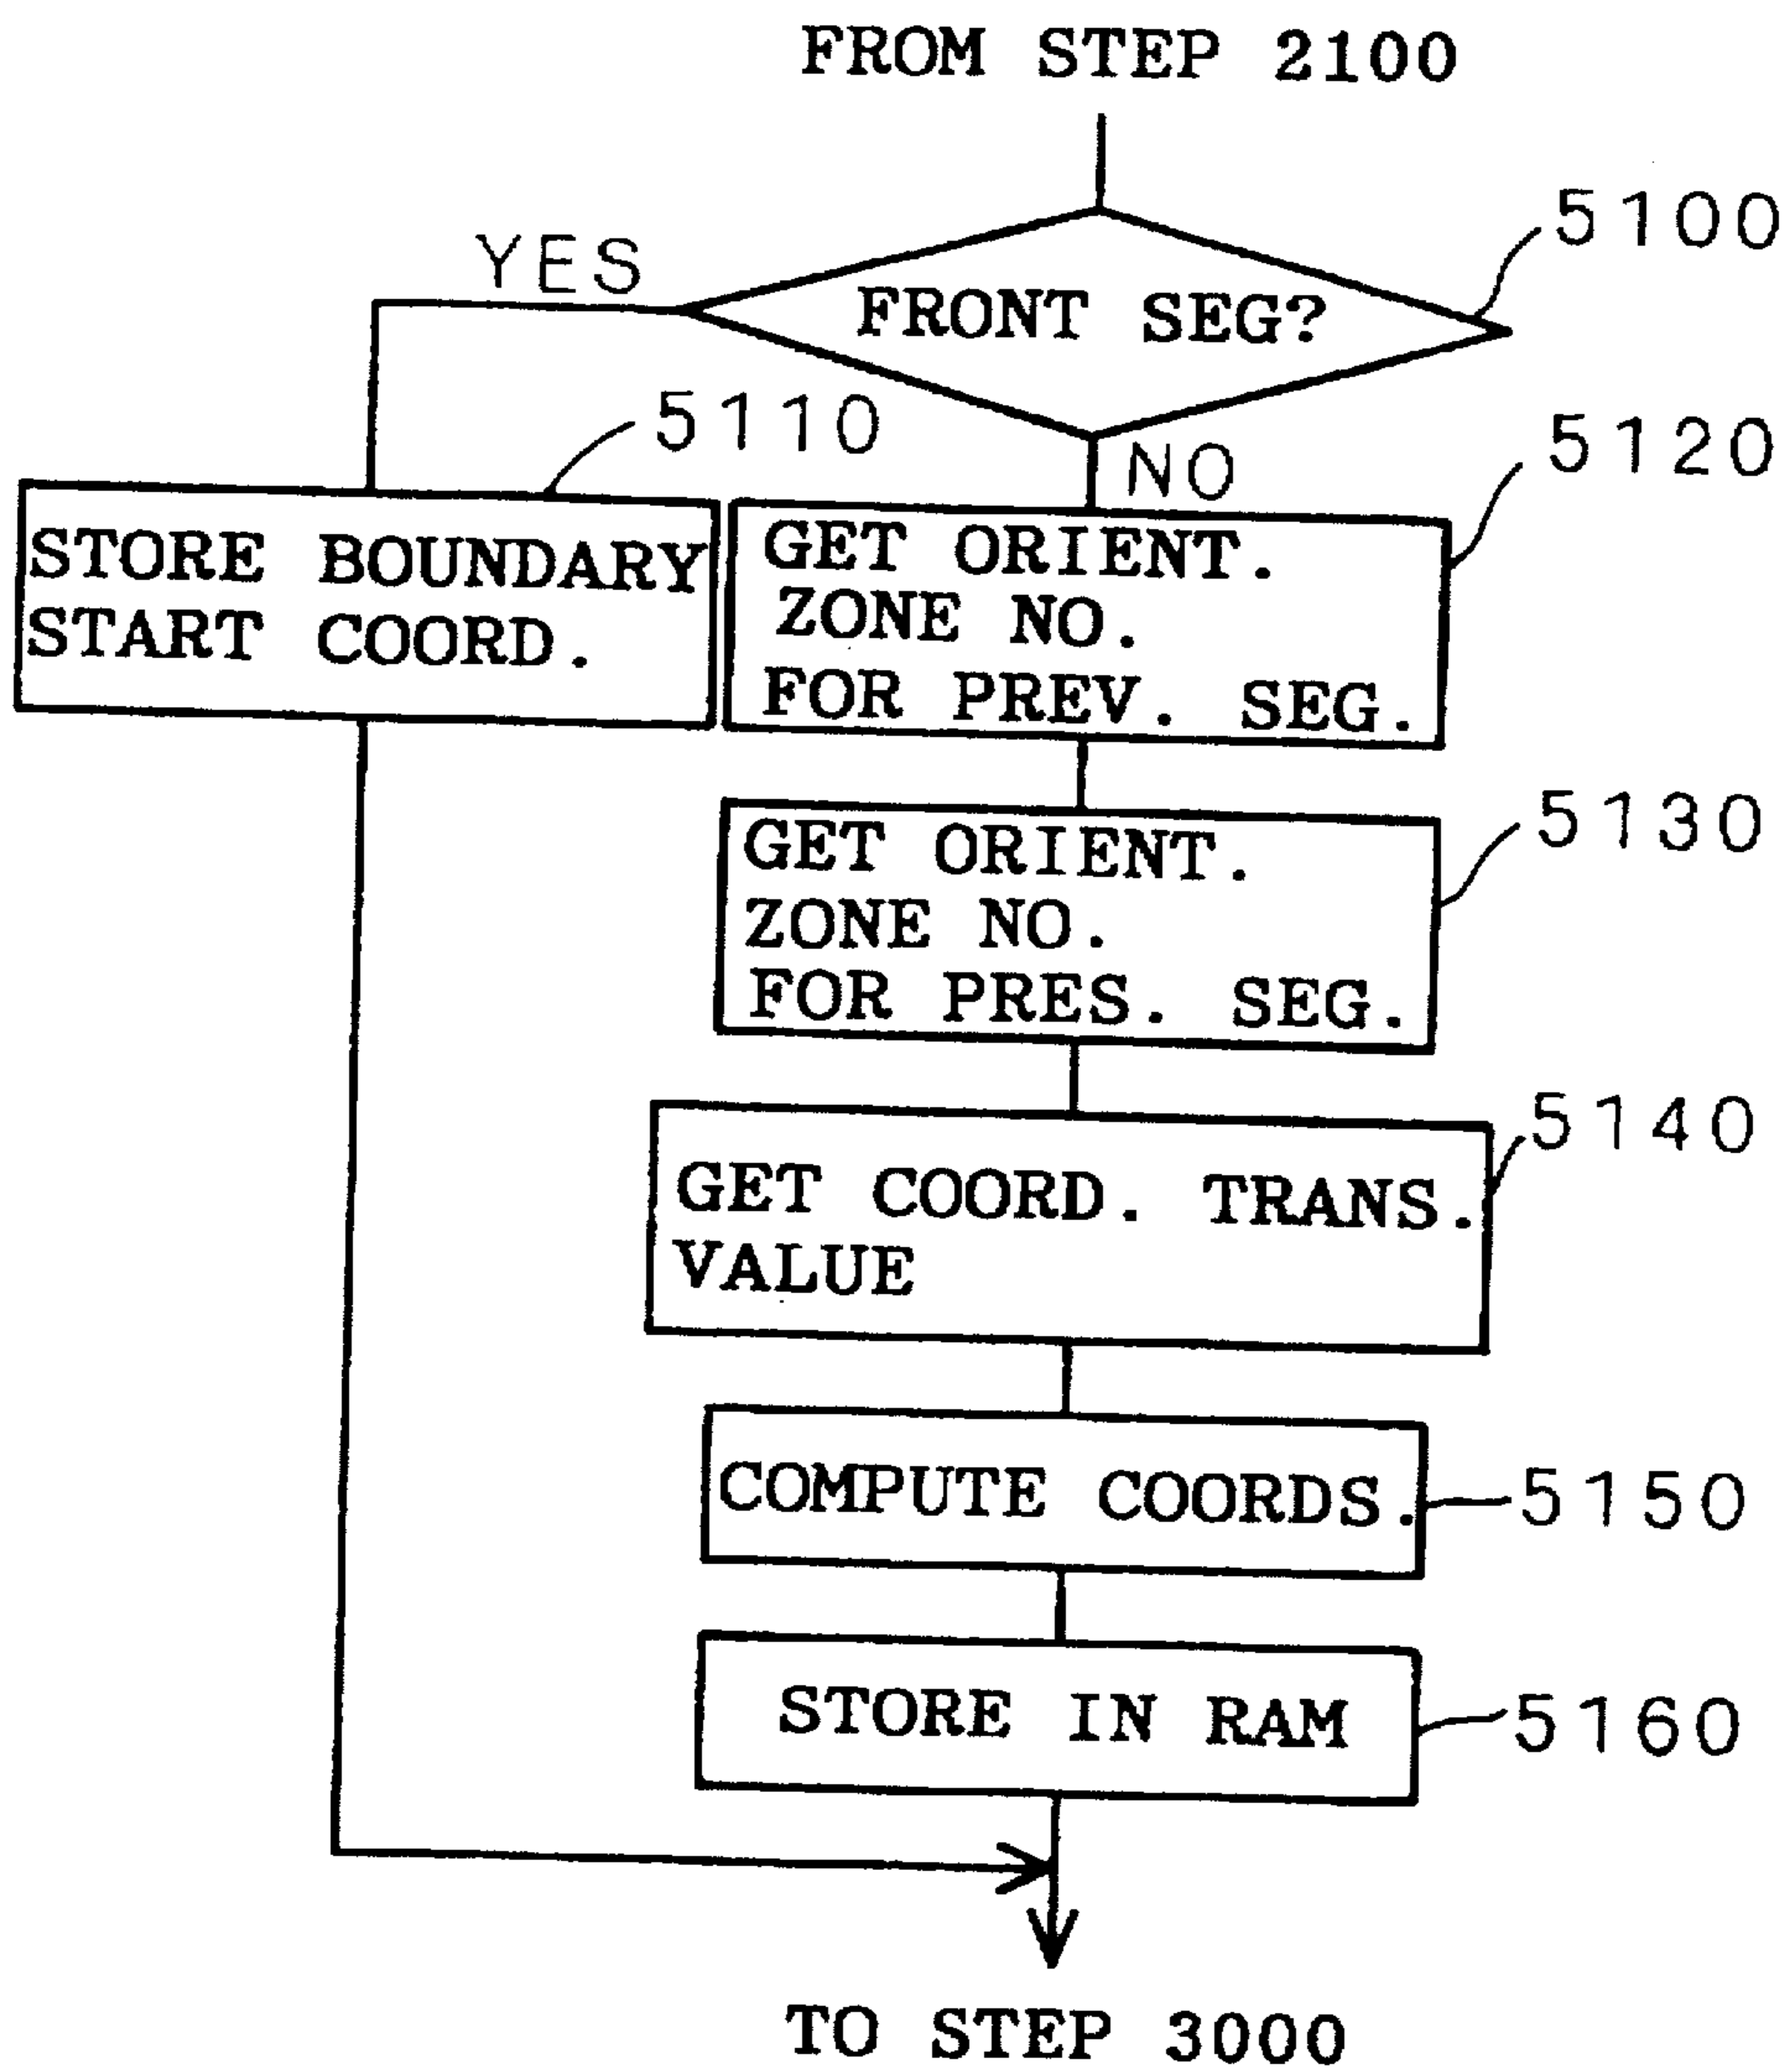 FROM STEP 2100
5100
YES
FRONT SEG?
5110
5120
NO
STORE BOUNDARY
START COORD.
GET ORIENT.
ZONE NO.
FOR PREV. SEG.
5130
GET ORIENT.
ZONE NO.
FOR PRES. SEG.
5140
GET COORD. TRANS.
VALUE
COMPUTE COORDS.
5150
STORE IN RAM
5160
TO STEP 3000